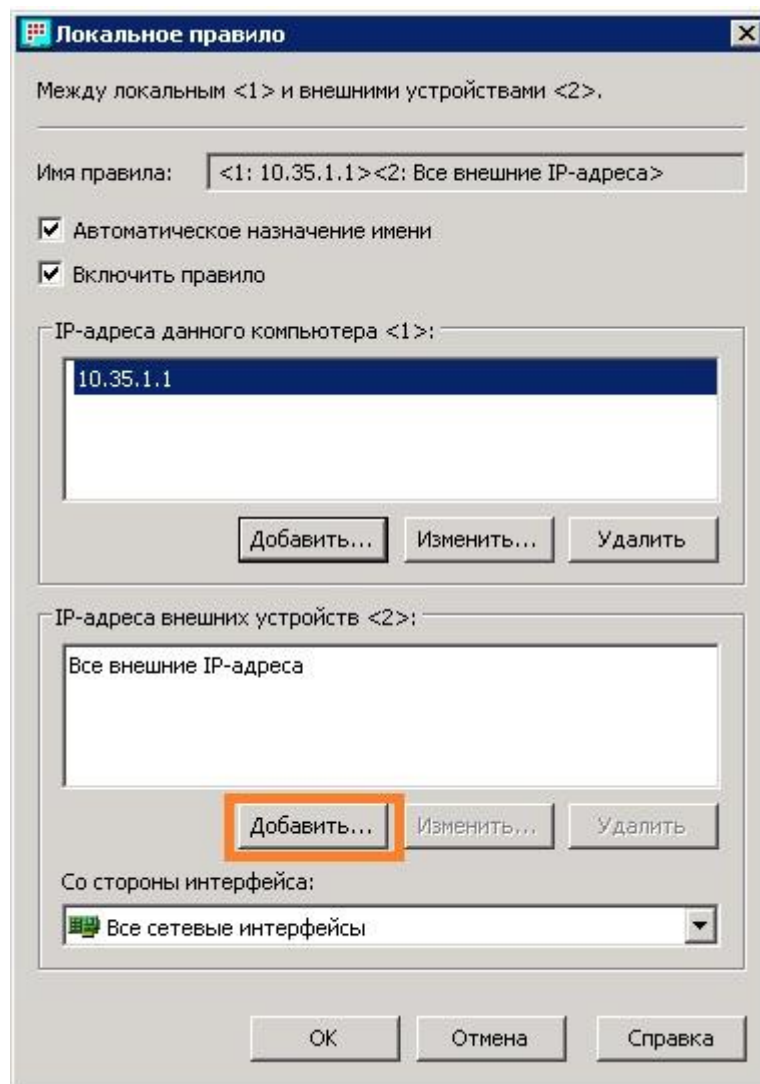 Локальное правило
Между локальным <1> и внешними устройствами <2>.
Имя правила: <1: 10.35.1.1><2: Все внешние IP-адреса>
Автоматическое назначение имени
Включить правило
IP-адреса данного компьютера <1>:
10.35.1.1
Добавить... Изменить... Удалить
IP-адреса внешних устройств <2>:
Все внешние IP-адреса
Добавить... Изменить... Удалить
Со стороны интерфейса:
Все сетевые интерфейсы
OK Отмена Справка